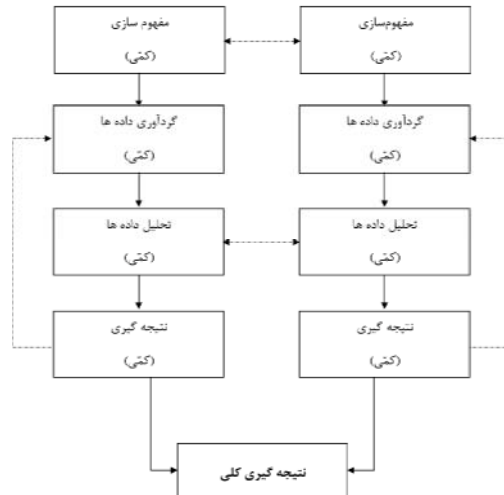 مفهوم‌سازی
(کمّی)
مفهوم سازی
(کمّی)
گردآوری داده ها
(کمّی)
گردآوری داده ها
(کمّی)
تحلیل داده ها
(کمّی)
تحلیل داده ها
(کمّی)
نتیجه گیری
(کمّی)
نتیجه گیری
(کمّی)
نتیجه گیری کلی